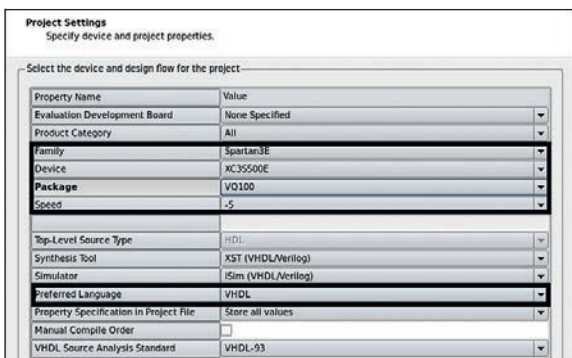 Project Settings
Specify device and project properties.
Select the device and design flow for the project
Property Name Value
Evaluation Development Board None Specified
Product Category All
Family Spartan3E
Device XC3S500E
Package VQ100
Speed -5
Top-Level Source Type HDL
Synthesis Tool XST (VHDL/Verilog)
Simulator ISim (VHDL/Verilog)
Preferred Language VHDL
Property Specification in Project File Store all values
Manual Compile Order
VHDL Source Analysis Standard VHDL-93